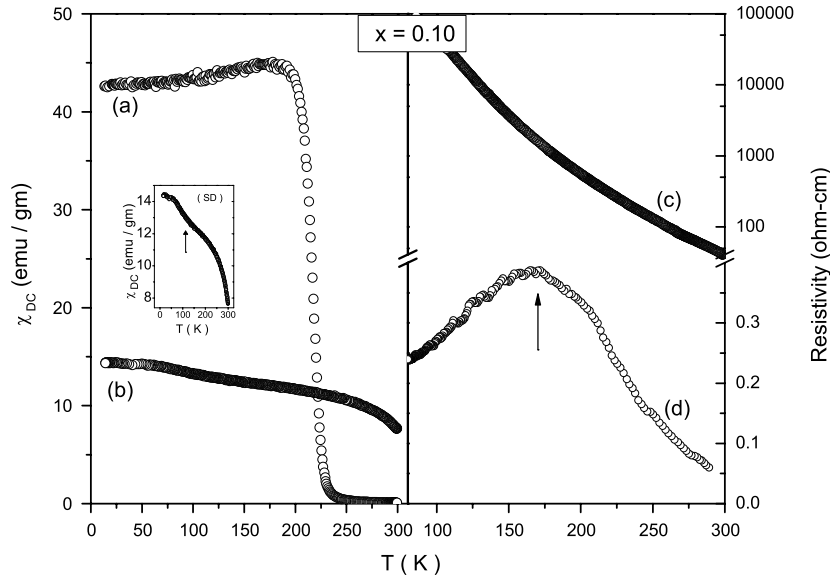 x = 0.10
50
40
30
20
10
0
χ DC (emu / gm)
(a)
(b)
14
12
10
8
0 100 200 300
χ DC (emu / gm)
T ( K )
( SD )
0 50 100 150 200 250 300
100 150 200 250 300
T ( K )
(c)
(d)
100000
10000
1000
100
0.3
0.2
0.1
0.0
Resistivity (ohm-cm)